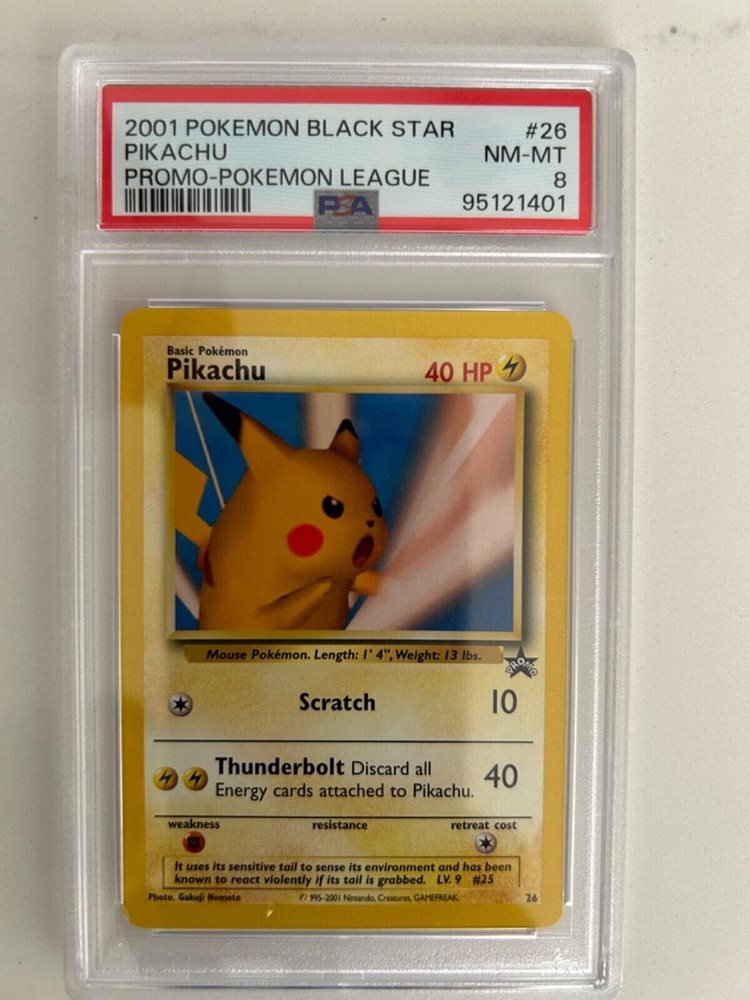 2001 POKEMON BLACK STAR #26
PIKACHU NM-MT
PROMO-POKEMON LEAGUE 8
PSA 95121401
Basic Pokémon
Pikachu 40 HP
Mouse Pokémon. Length: 1' 4", Weight: 13 lbs.
PROMO
Scratch 10
Thunderbolt Discard all
Energy cards attached to Pikachu. 40
weakness resistance retreat cost
It uses its sensitive tail to sense its environment and has been
known to react violently if its tail is grabbed. LV. 9 #25
Photo. Gakuji Nomoto 995-2001 Nintendo, Creatures, GAMEFREAK. 26